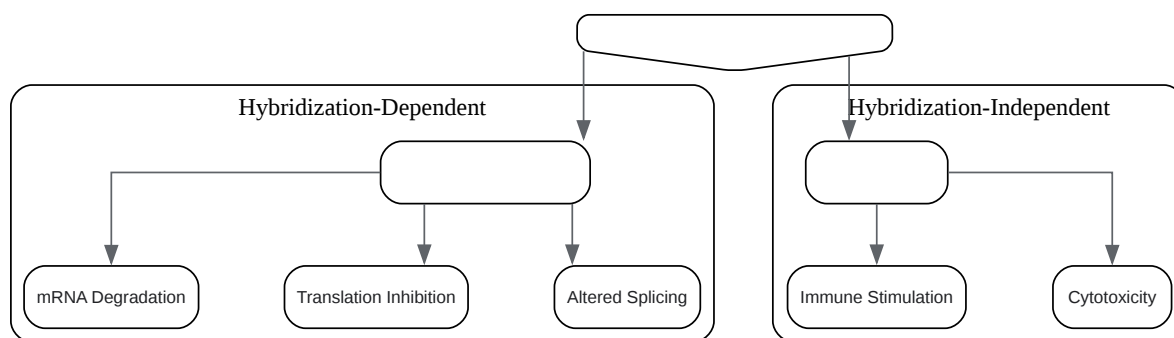 Hybridization-Dependent
Hybridization-Independent
mRNA Degradation
Translation Inhibition
Altered Splicing
Immune Stimulation
Cytotoxicity